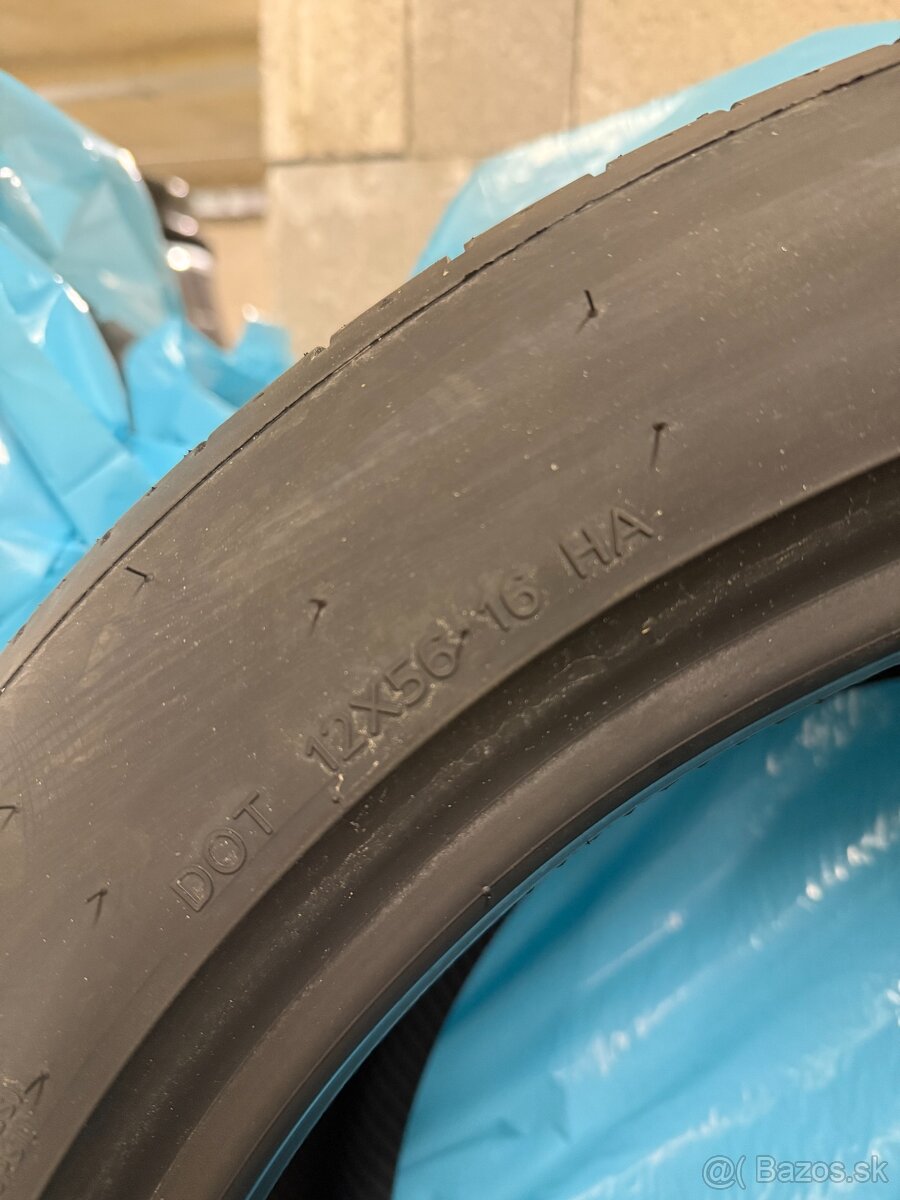 DOT 12X56 16 HA
@( Bazos.sk